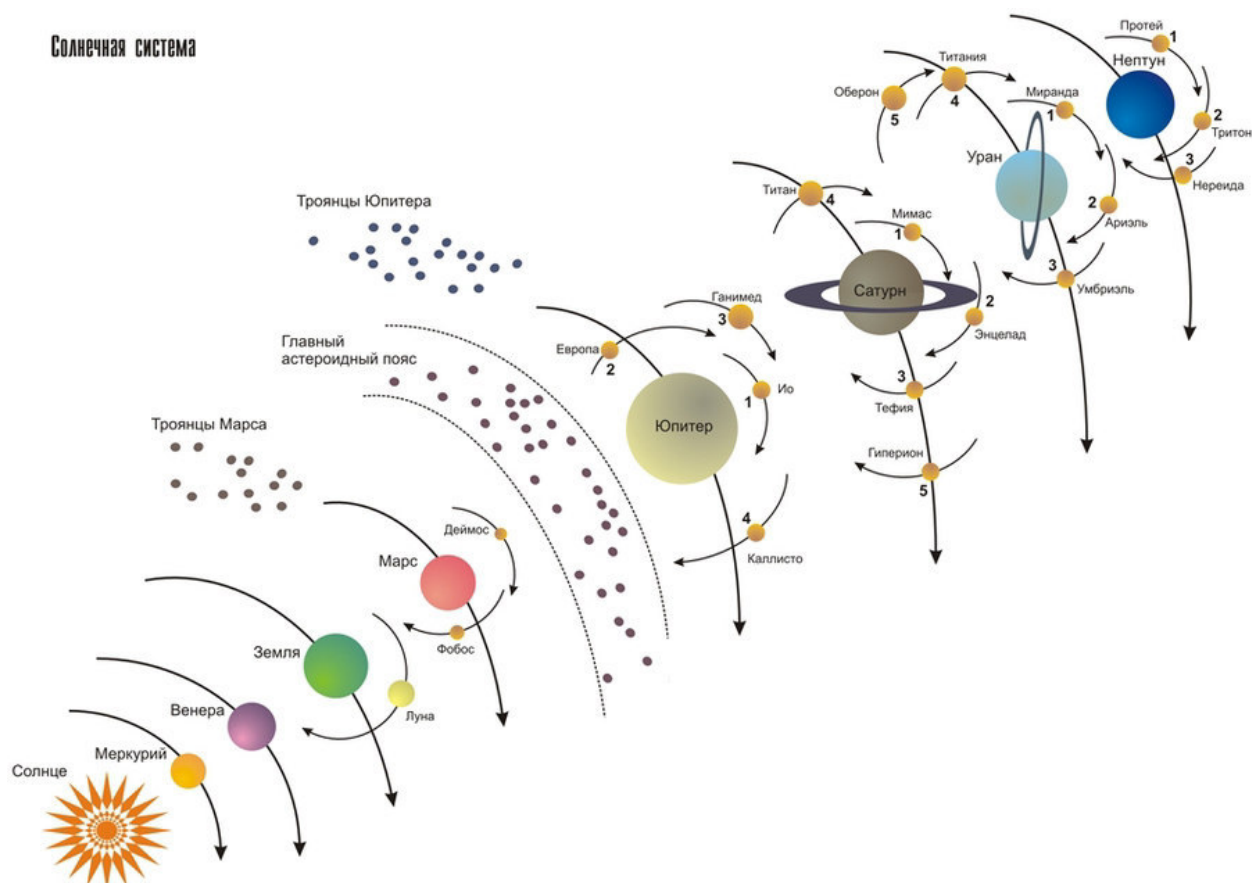 Солнечная система
Протей
1
Нептун
2
Тритон
3
Нереида
Титания
4
Оберон
5
Миранда
1
Уран
2
Ариэль
3
Умбриэль
Титан
4
Мимас
1
Сатурн
2
Энцелад
3
Тефия
Гиперион
5
Троянцы Юпитера
Ганимед
3
Европа
2
Ио
1
Юпитер
4
Каллисто
Главный
астероидный пояс
Троянцы Марса
Деймос
Марс
Фобос
Земля
Луна
Венера
Меркурий
Солнце